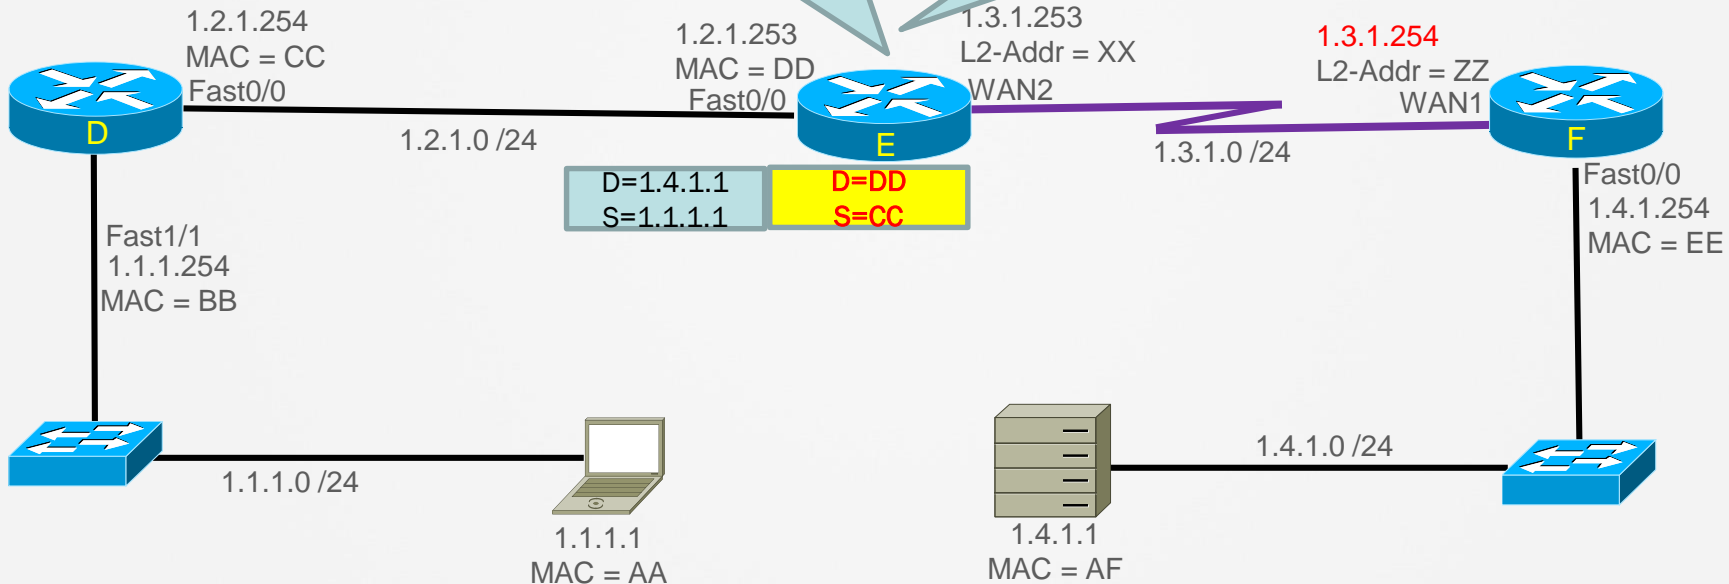 1.2.1.254
MAC = CC
Fast0/0
D
1.2.1.0 /24
1.2.1.253
MAC = DD
Fast0/0
E
1.3.1.253
L2-Addr = XX
WAN2
1.3.1.0 /24
1.3.1.254
L2-Addr = ZZ
WAN1
F
D=1.4.1.1
S=1.1.1.1
D=DD
S=CC
Fast0/0
1.4.1.254
MAC = EE
Fast1/1
1.1.1.254
MAC = BB
1.1.1.0 /24
1.1.1.1
MAC = AA
1.4.1.1
MAC = AF
1.4.1.0 /24